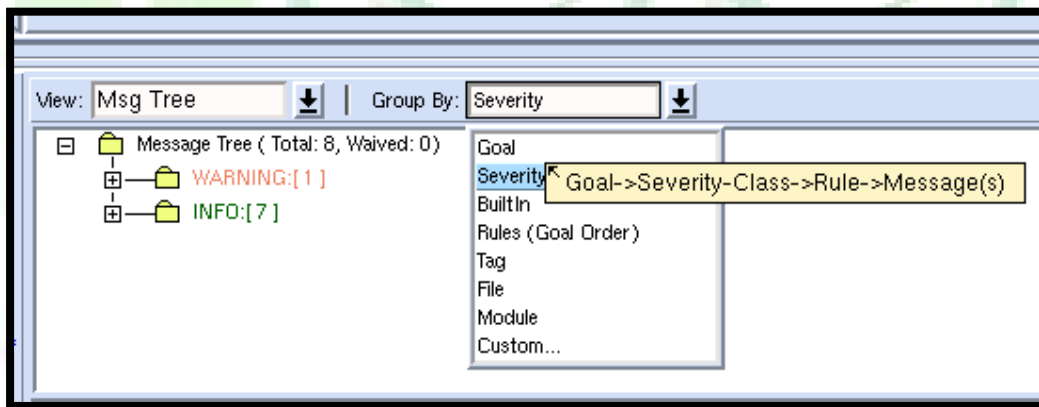 View: Msg Tree Group By: Severity
Message Tree ( Total: 8, Waived: 0)
WARNING:[ 1 ]
INFO:[ 7 ]
Goal
Severity
Goal->Severity-Class->Rule->Message(s)
BuiltIn
Rules (Goal Order)
Tag
File
Module
Custom...